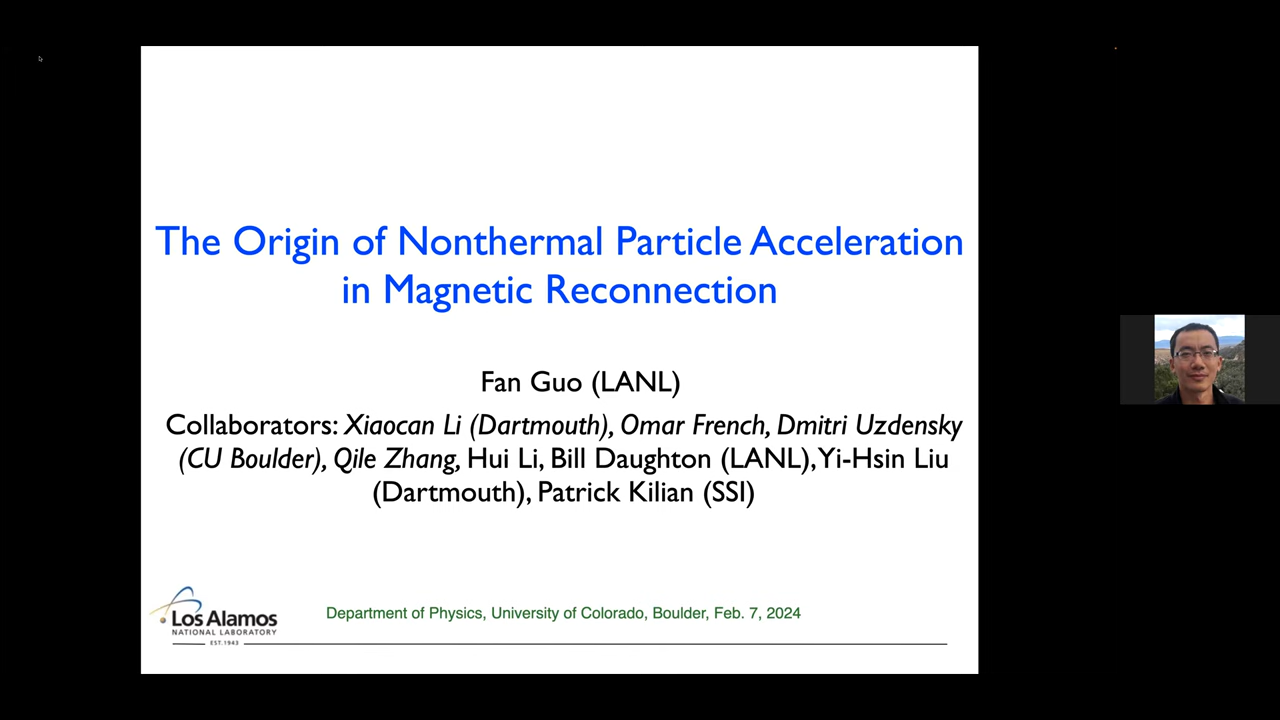 The Origin of Nonthermal Particle Acceleration
in Magnetic Reconnection
Fan Guo (LANL)
Collaborators: Xiaocan Li (Dartmouth), Omar French, Dmitri Uzdensky
(CU Boulder), Qile Zhang, Hui Li, Bill Daughton (LANL), Yi-Hsin Liu
(Dartmouth), Patrick Kilian (SSI)
Los Alamos
NATIONAL LABORATORY
EST.1943
Department of Physics, University of Colorado, Boulder, Feb. 7, 2024